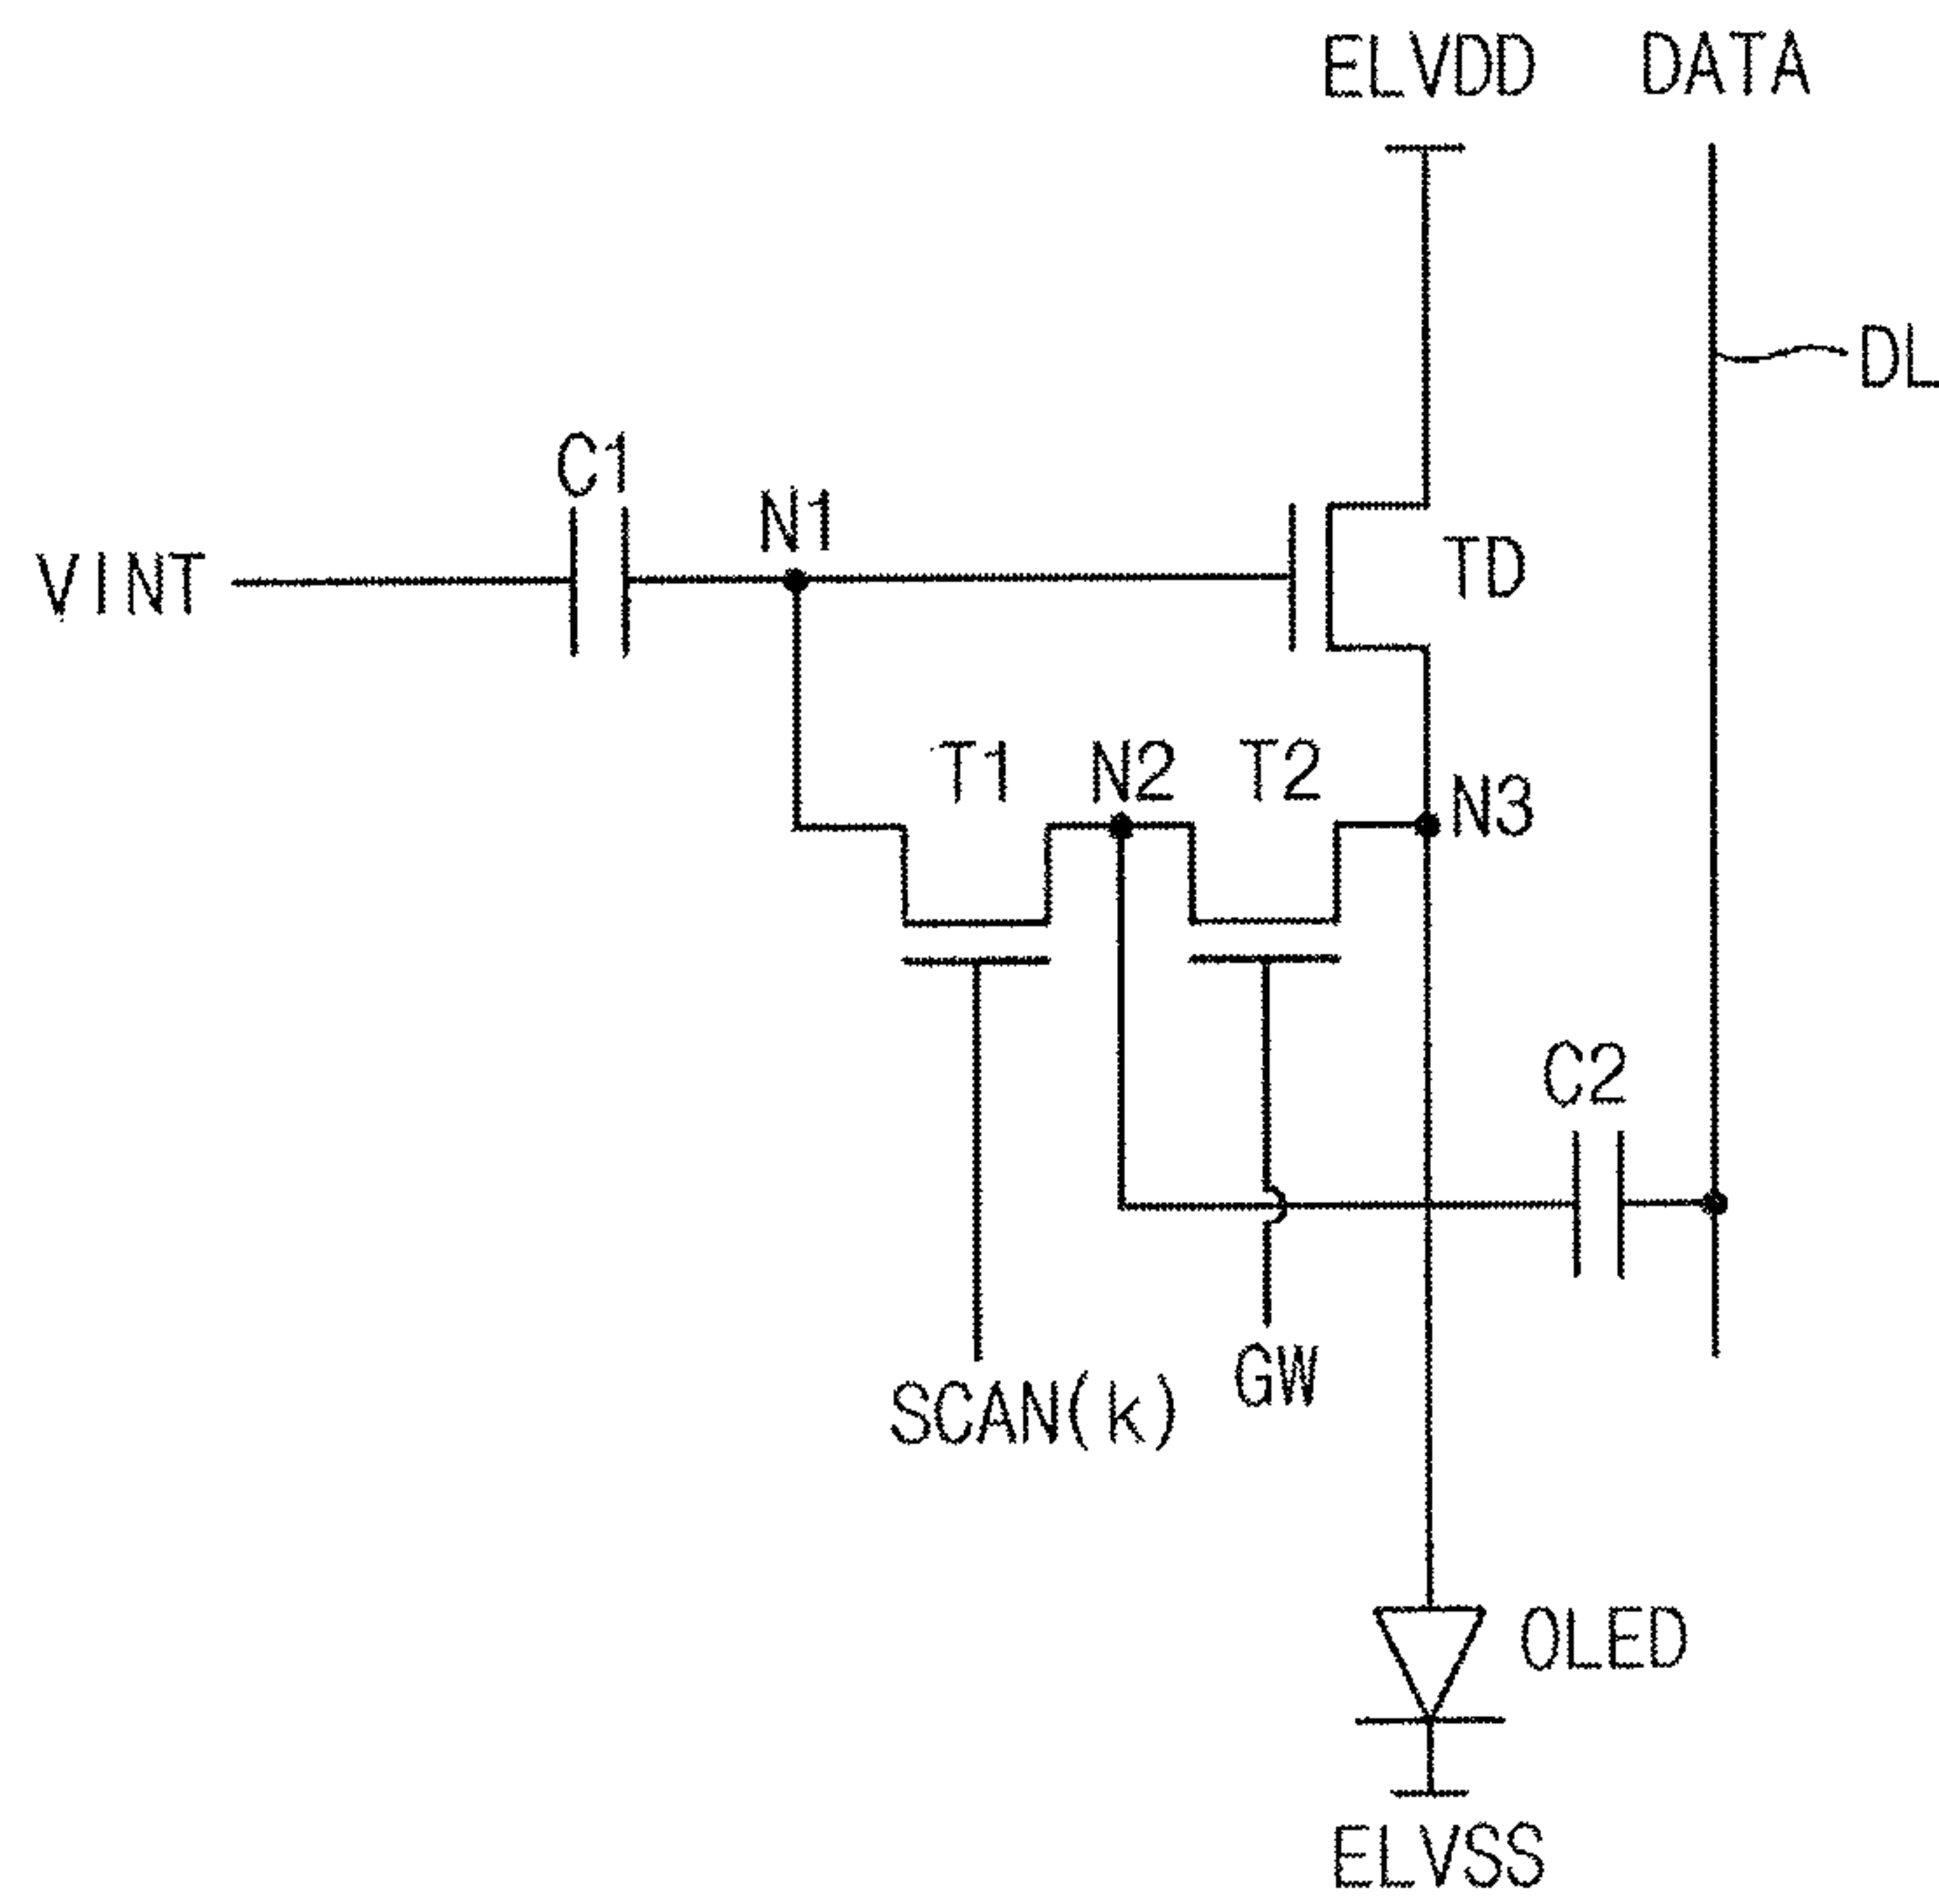 ELVDD
DATA
DL
C1
N1
VINT
TD
T1
N2
T2
N3
C2
GW
SCAN(k)
OLED
ELVSS